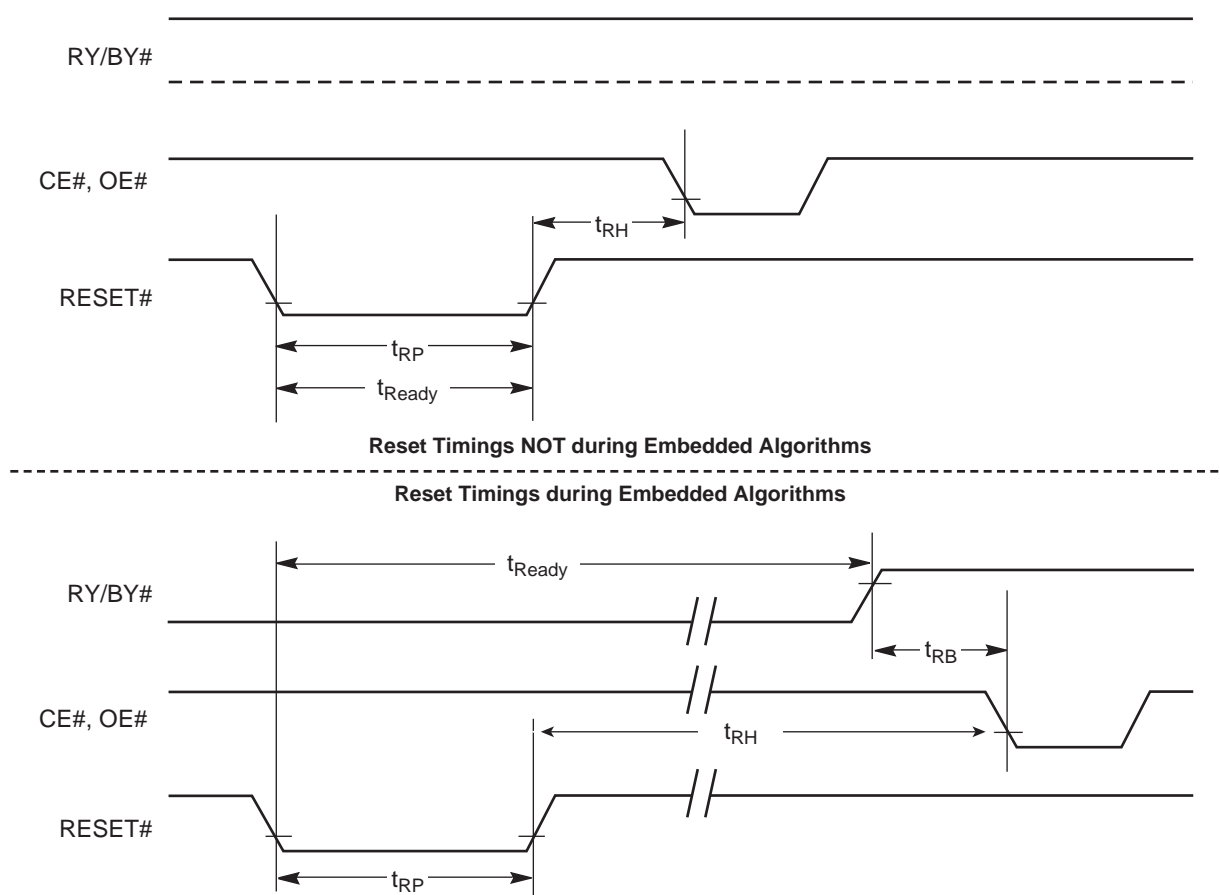 RY/BY#
CE#, OE#
tRH
RESET#
tRP
tReady
Reset Timings NOT during Embedded Algorithms
Reset Timings during Embedded Algorithms
tReady
RY/BY#
tRB
CE#, OE#
tRH
RESET#
tRP